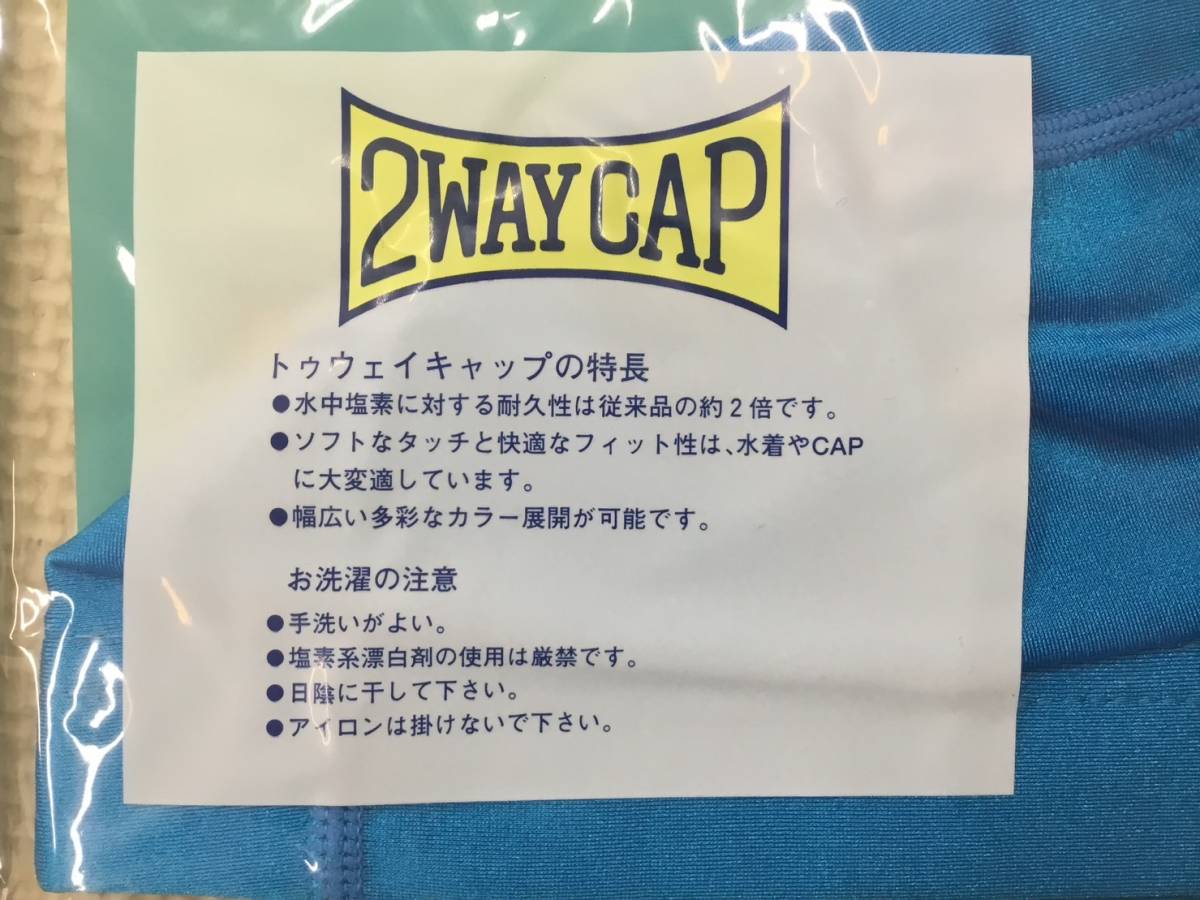 2WAY CAP
トゥウェイキャップの特長
●水中塩素に対する耐久性は従来品の約2倍です。
●ソフトなタッチと快適なフィット性は、水着やCAP
に大変適しています。
●幅広い多彩なカラー展開が可能です。
お洗濯の注意
●手洗いがよい。
●塩素系漂白剤の使用は厳禁です。
●日陰に干して下さい。
●アイロンは掛けないで下さい。